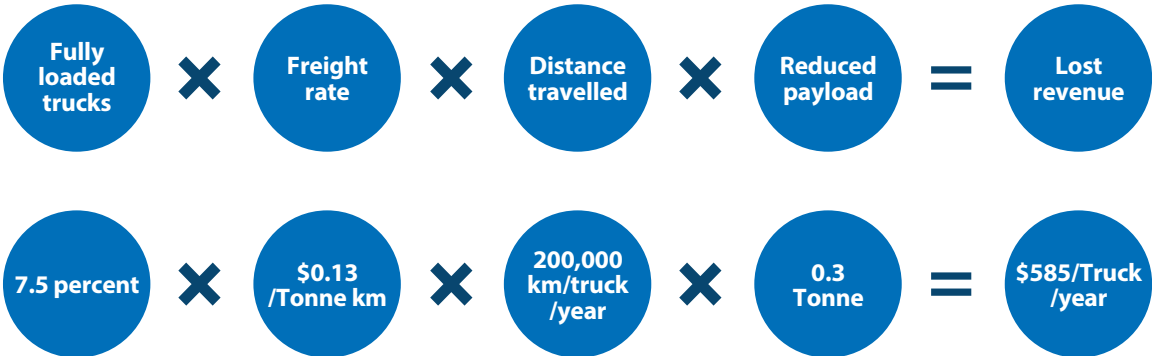 Fully
loaded
trucks
×
Freight
rate
×
Distance
travelled
×
Reduced
payload
=
Lost
revenue
7.5 percent
×
$0.13
/Tonne km
×
200,000
km/truck
/year
×
0.3
Tonne
=
$585/Truck
/year